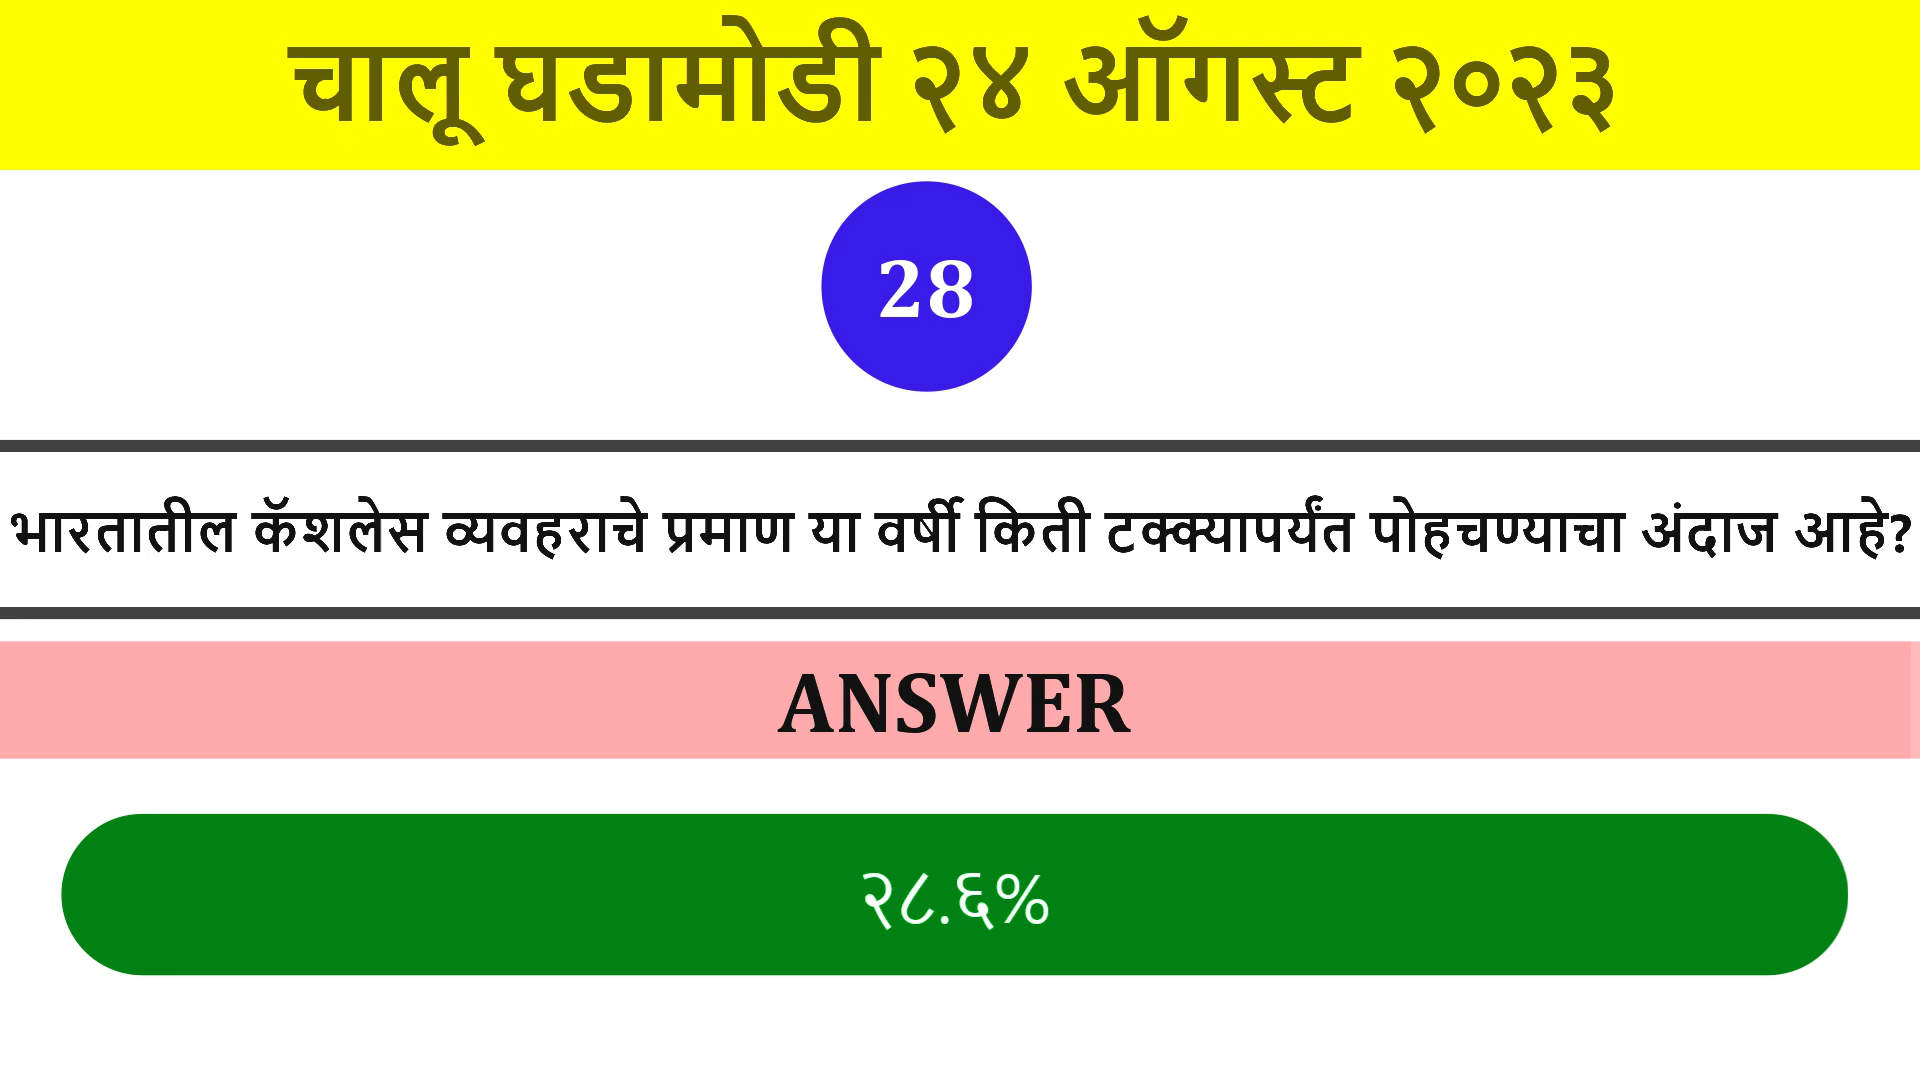 चालू घडामोडी २४ ऑगस्ट २०२३
28
भारतातील कॅशलेस व्यवहराचे प्रमाण या वर्षी किती टक्क्यापर्यंत पोहचण्याचा अंदाज आहे?
ANSWER
२८.६%